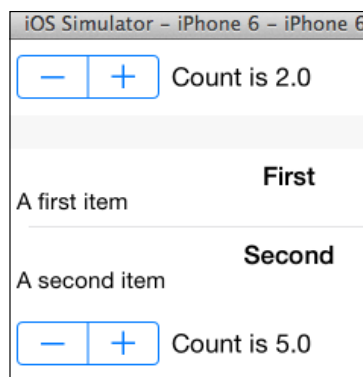 iOS Simulator – iPhone 6 – iPhone 6
− + Count is 2.0
First
A first item
Second
A second item
− + Count is 5.0